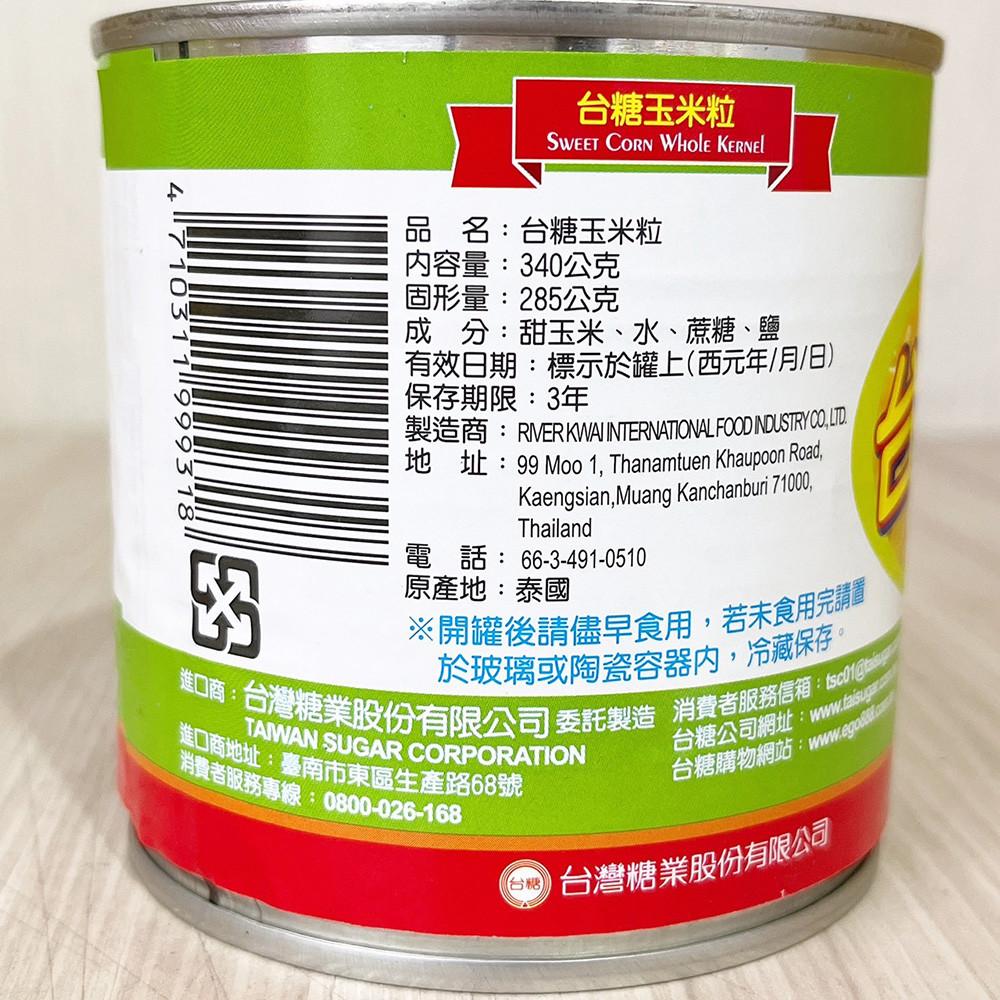 台糖玉米粒
SWEET CORN WHOLE KERNEL
4 710311 999318
品 名：台糖玉米粒
內容量：340公克
固形量：285公克
成 分：甜玉米、水、蔗糖、鹽
有效日期：標示於罐上(西元年/月/日)
保存期限：3年
製造商：RIVER KWAI INTERNATIONAL FOOD INDUSTRY CO., LTD.
地 址：99 Moo 1, Thanamtuen Khaupoon Road,
Kaengsian,Muang Kanchanburi 71000,
Thailand
電 話：66-3-491-0510
原產地：泰國
※開罐後請儘早食用，若未食用完請置
於玻璃或陶瓷容器內，冷藏保存。
進口商：台灣糖業股份有限公司 委託製造
TAIWAN SUGAR CORPORATION
進口商地址：臺南市東區生產路68號
消費者服務專線：0800-026-168
消費者服務信箱：tsc01@taisugar
台糖公司網址：www.taisugar.com
台糖購物網站：www.ego888.com
台糖 台灣糖業股份有限公司